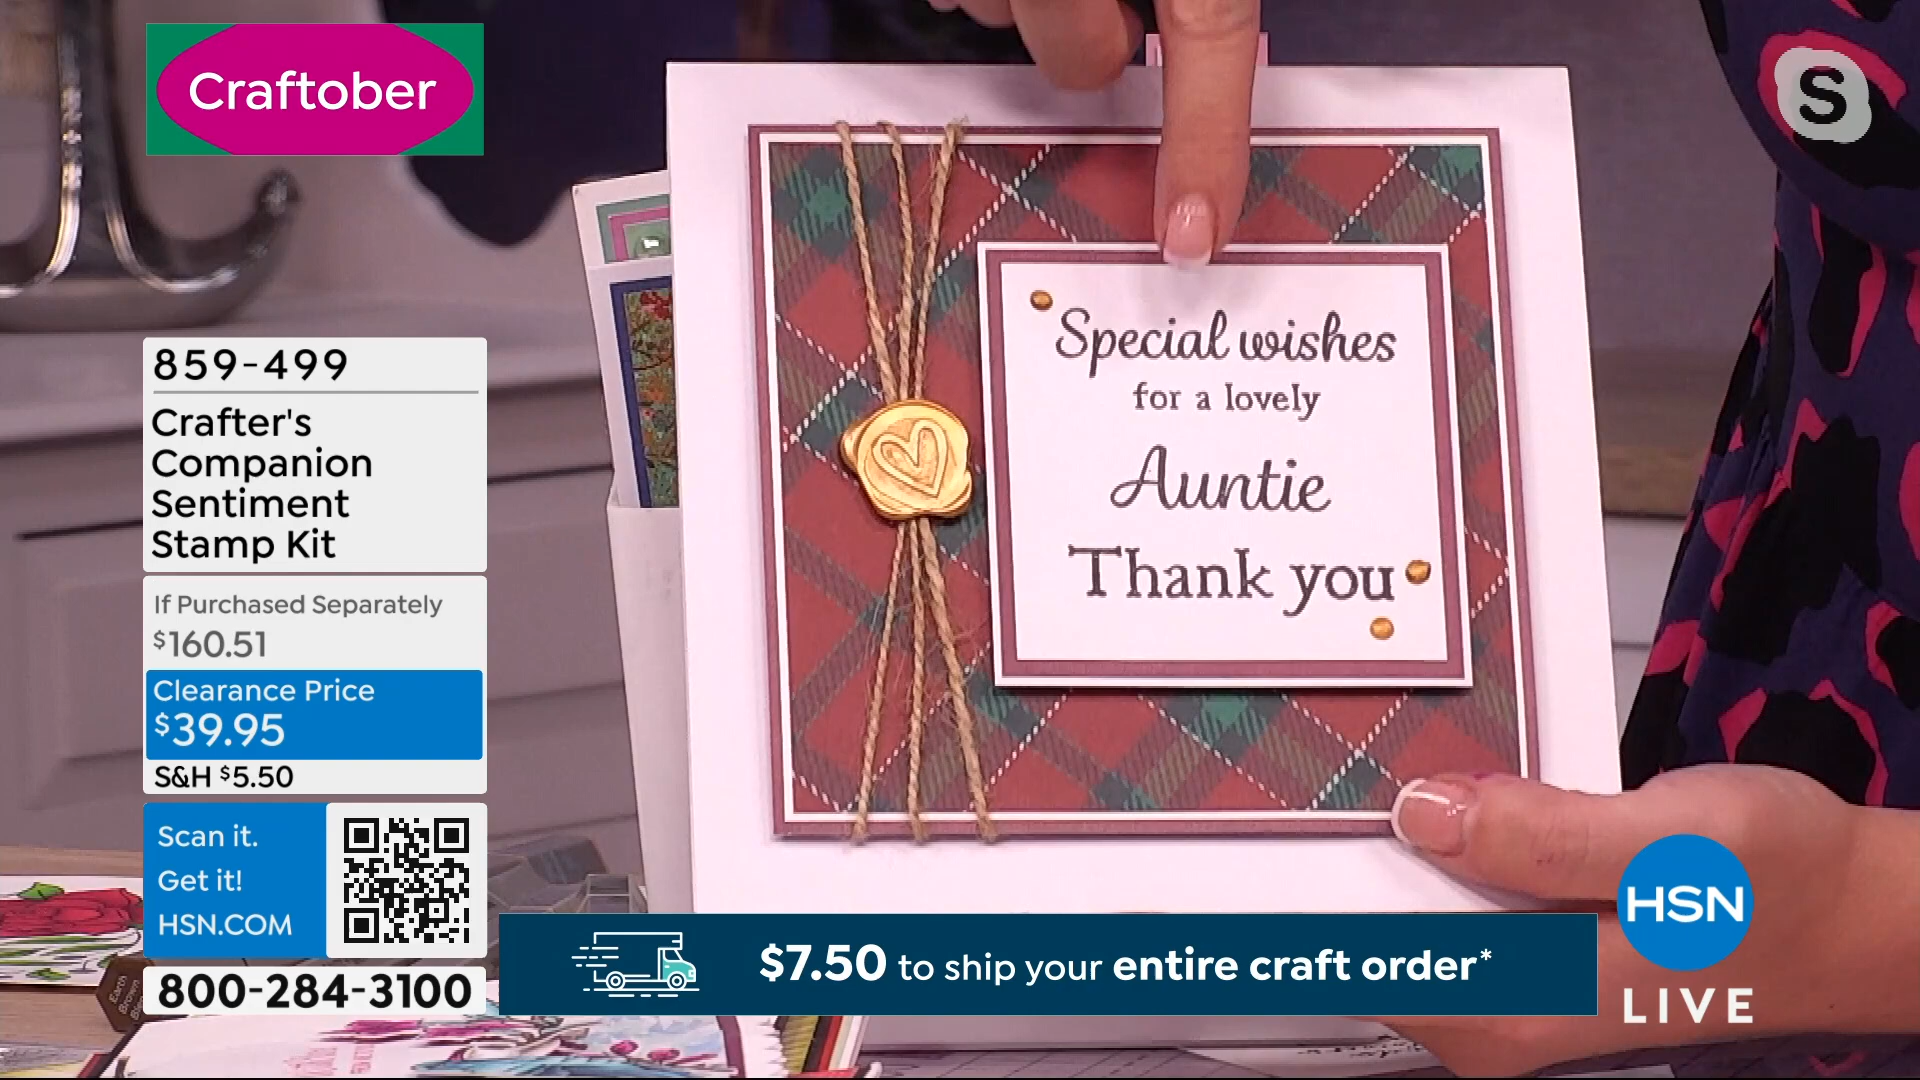 Craftober
S
859-499
Crafter's
Companion
Sentiment
Stamp Kit
If Purchased Separately
$160.51
Clearance Price
$39.95
S&H $5.50
Scan it.
Get it!
HSN.COM
800-284-3100
Special wishes
for a lovely
Auntie
Thank you
Earth
Brown
$7.50 to ship your entire craft order*
HSN
LIVE